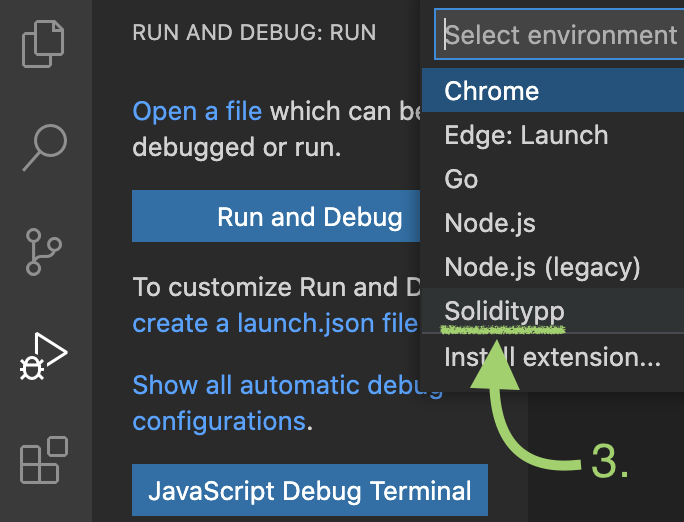 RUN AND DEBUG: RUN
Open a file which can be
debugged or run.
Run and Debug
To customize Run and D
create a launch.json file
Show all automatic debug
configurations.
JavaScript Debug Terminal
Select environment
Chrome
Edge: Launch
Go
Node.js
Node.js (legacy)
Soliditypp
Install extension...
3.